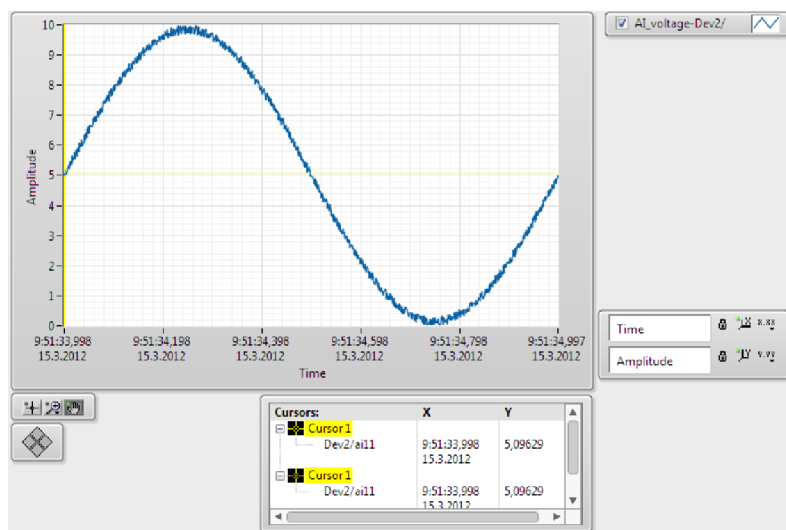 10
9
8
7
6
5
4
3
2
1
0
Amplitude
9:51:33,998 9:51:34,198 9:51:34,398 9:51:34,598 9:51:34,798 9:51:34,997
15.3.2012 15.3.2012 15.3.2012 15.3.2012 15.3.2012 15.3.2012
Time
AI_voltage-Dev2/
Time
Amplitude
Cursors: X Y
Cursor 1
Dev2/ai11 9:51:33,998 5,09629
15.3.2012
Cursor 1
Dev2/ai11 9:51:33,998 5,09629
15.3.2012